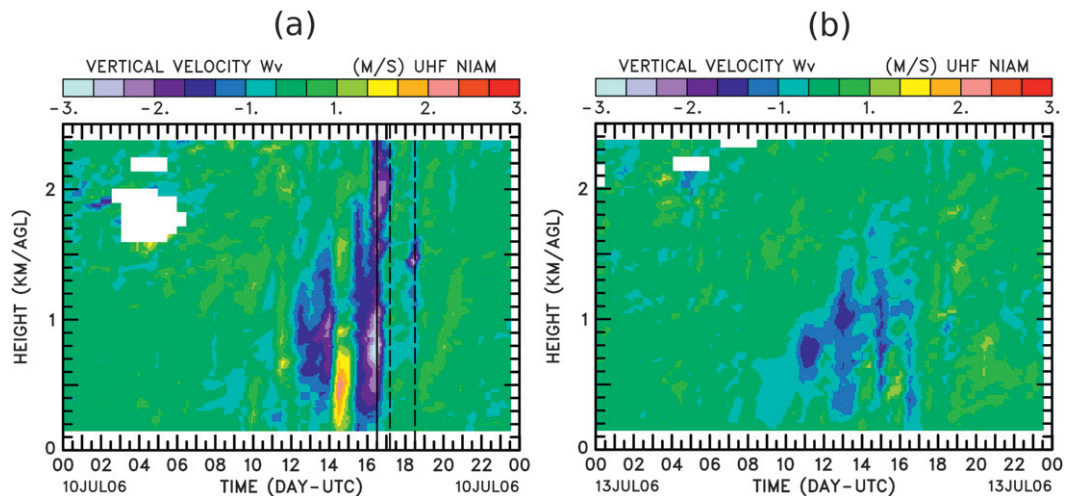 (a)
(b)
VERTICAL VELOCITY Wv (M/S) UHF NIAM
-3. -2. -1. 1. 2. 3.
HEIGHT (KM/AGL)
2
1
0
00 02 04 06 08 10 12 14 16 18 20 22 00
10JUL06 TIME (DAY-UTC) 10JUL06
VERTICAL VELOCITY Wv (M/S) UHF NIAM
-3. -2. -1. 1. 2. 3.
HEIGHT (KM/AGL)
2
1
0
00 02 04 06 08 10 12 14 16 18 20 22 00
13JUL06 TIME (DAY-UTC) 13JUL06